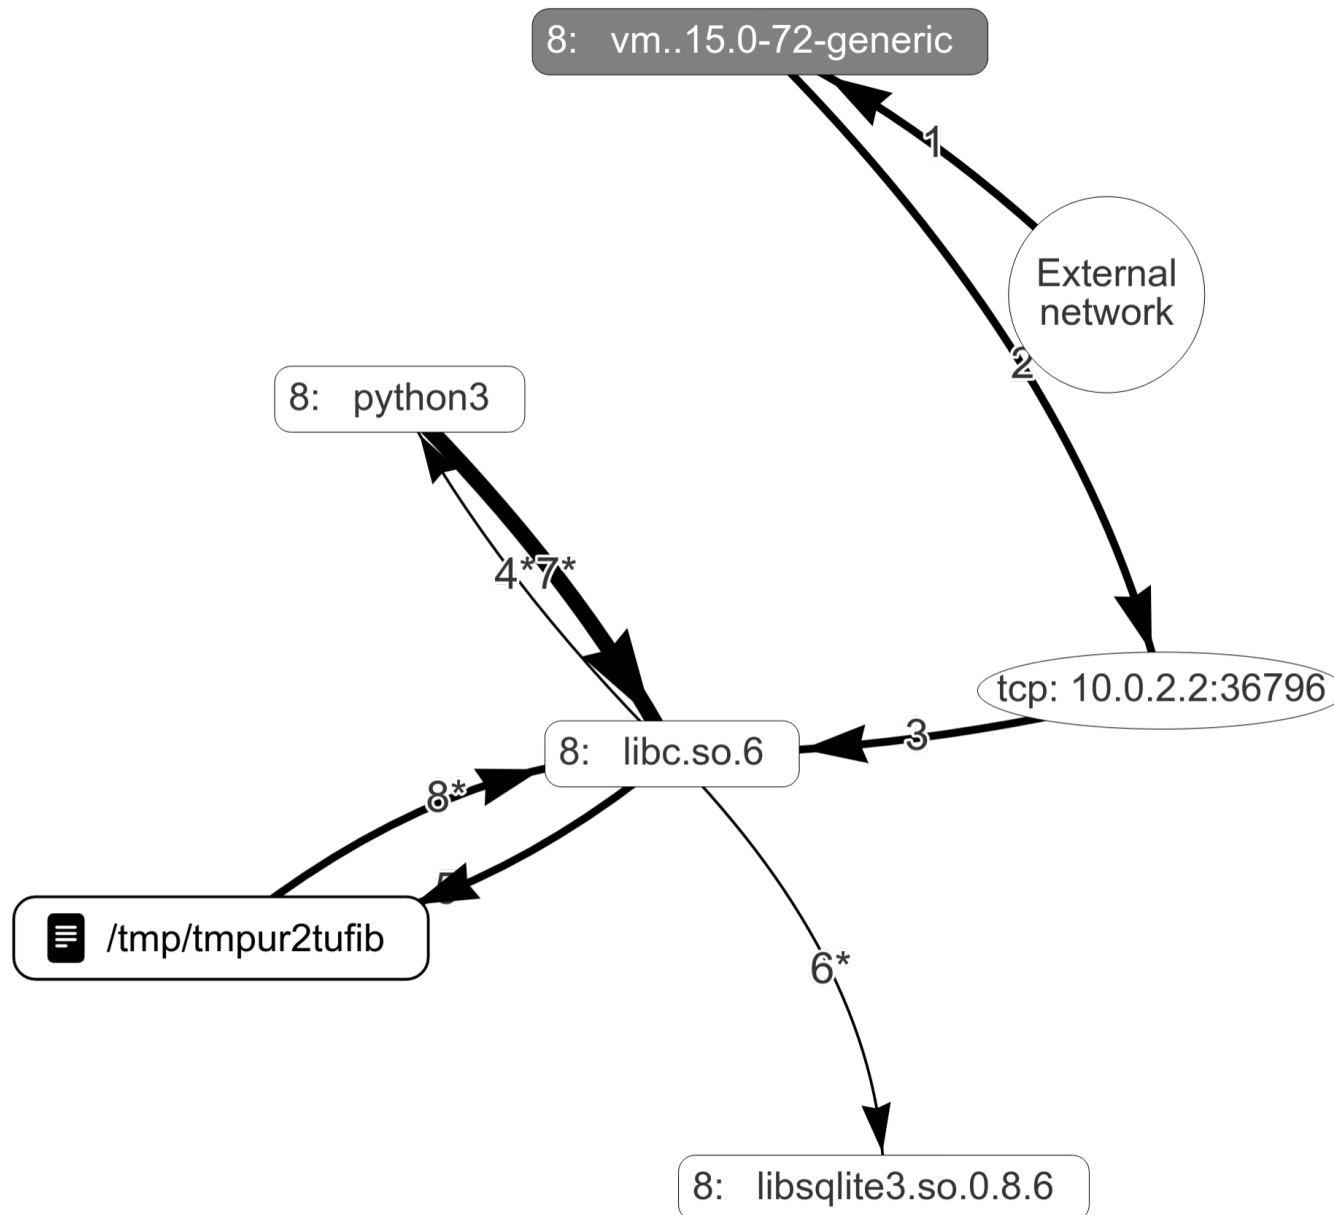 8: vm..15.0-72-generic
1
External
network
2
8: python3
4*
7*
tcp: 10.0.2.2:36796
3
8: libc.so.6
8*
5
/tmp/tmpur2tufib
6*
8: libsqlite3.so.0.8.6